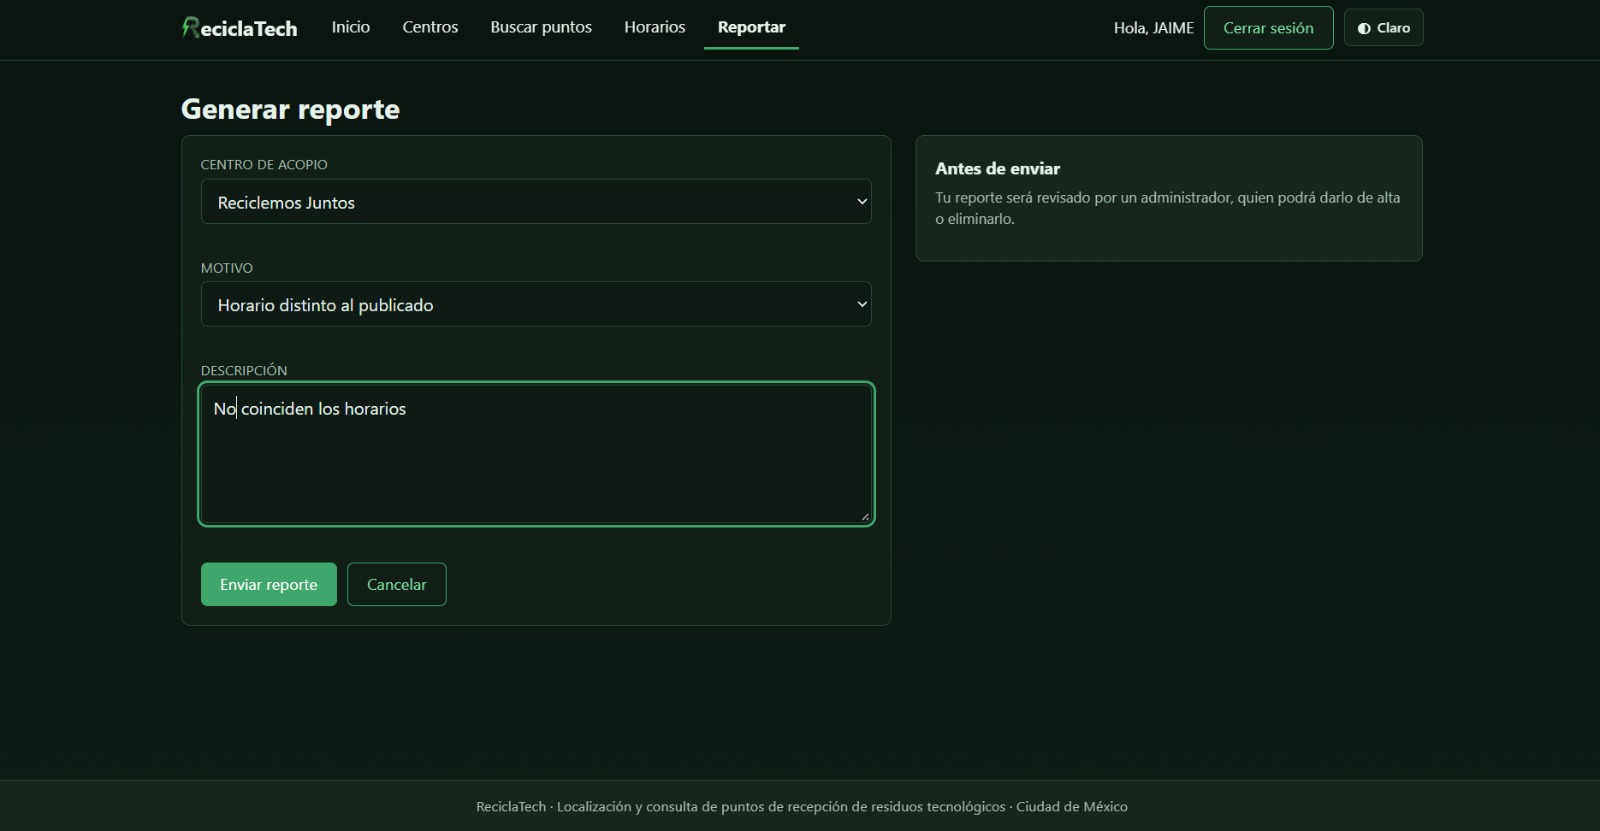 ReciclaTech Inicio Centros Buscar puntos Horarios Reportar Hola, JAIME Cerrar sesión Claro
Generar reporte
CENTRO DE ACOPIO
Reciclemos Juntos
MOTIVO
Horario distinto al publicado
DESCRIPCIÓN
No coinciden los horarios
Enviar reporte Cancelar
Antes de enviar
Tu reporte será revisado por un administrador, quien podrá darlo de alta
o eliminarlo.
ReciclaTech · Localización y consulta de puntos de recepción de residuos tecnológicos · Ciudad de México